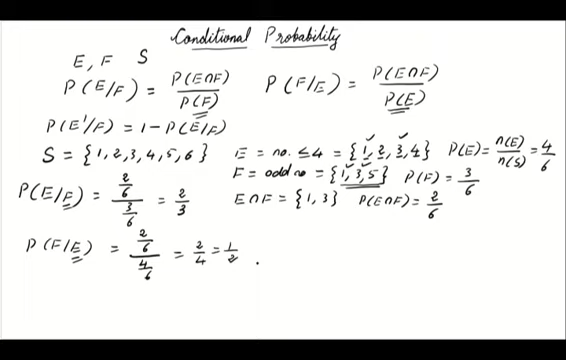 Conditional Probability
E, F S
P(E/F) = P(E∩F)/P(F) P(F/E) = P(E∩F)/P(E)
P(E'/F) = 1 - P(E/F)
S = {1, 2, 3, 4, 5, 6} E = no. ≤ 4 = {1, 2, 3, 4} P(E) = n(E)/n(S) = 4/6
F = odd no = {1, 3, 5} P(F) = 3/6
P(E/F) = (2/6)/(3/6) = 2/3 E∩F = {1, 3} P(E∩F) = 2/6
P(F/E) = (2/6)/(4/6) = 2/4 = 1/2 .